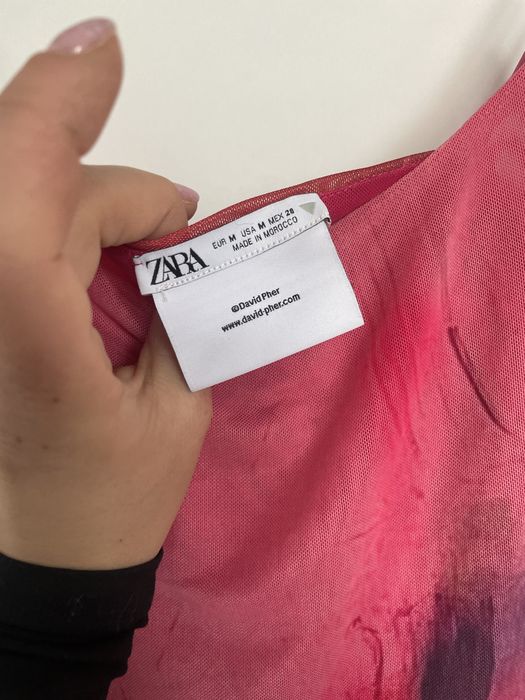 ZARA
EUR M USA M MEX 28
MADE IN MOROCCO
©David Pher
www.david-pher.com